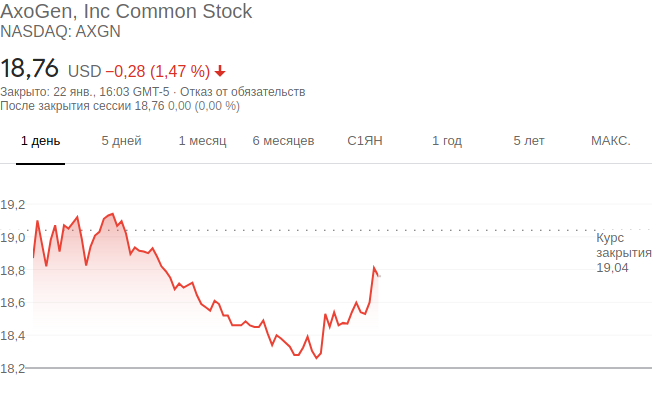 AxoGen, Inc Common Stock
NASDAQ: AXGN
18,76 USD −0,28 (1,47 %)
Закрыто: 22 янв., 16:03 GMT-5 · Отказ от обязательств
После закрытия сессии 18,76 0,00 (0,00 %)
1 день 5 дней 1 месяц 6 месяцев С1ЯН 1 год 5 лет МАКС.
19,2
19,0
Курс
закрытия
19,04
18,8
18,6
18,4
18,2